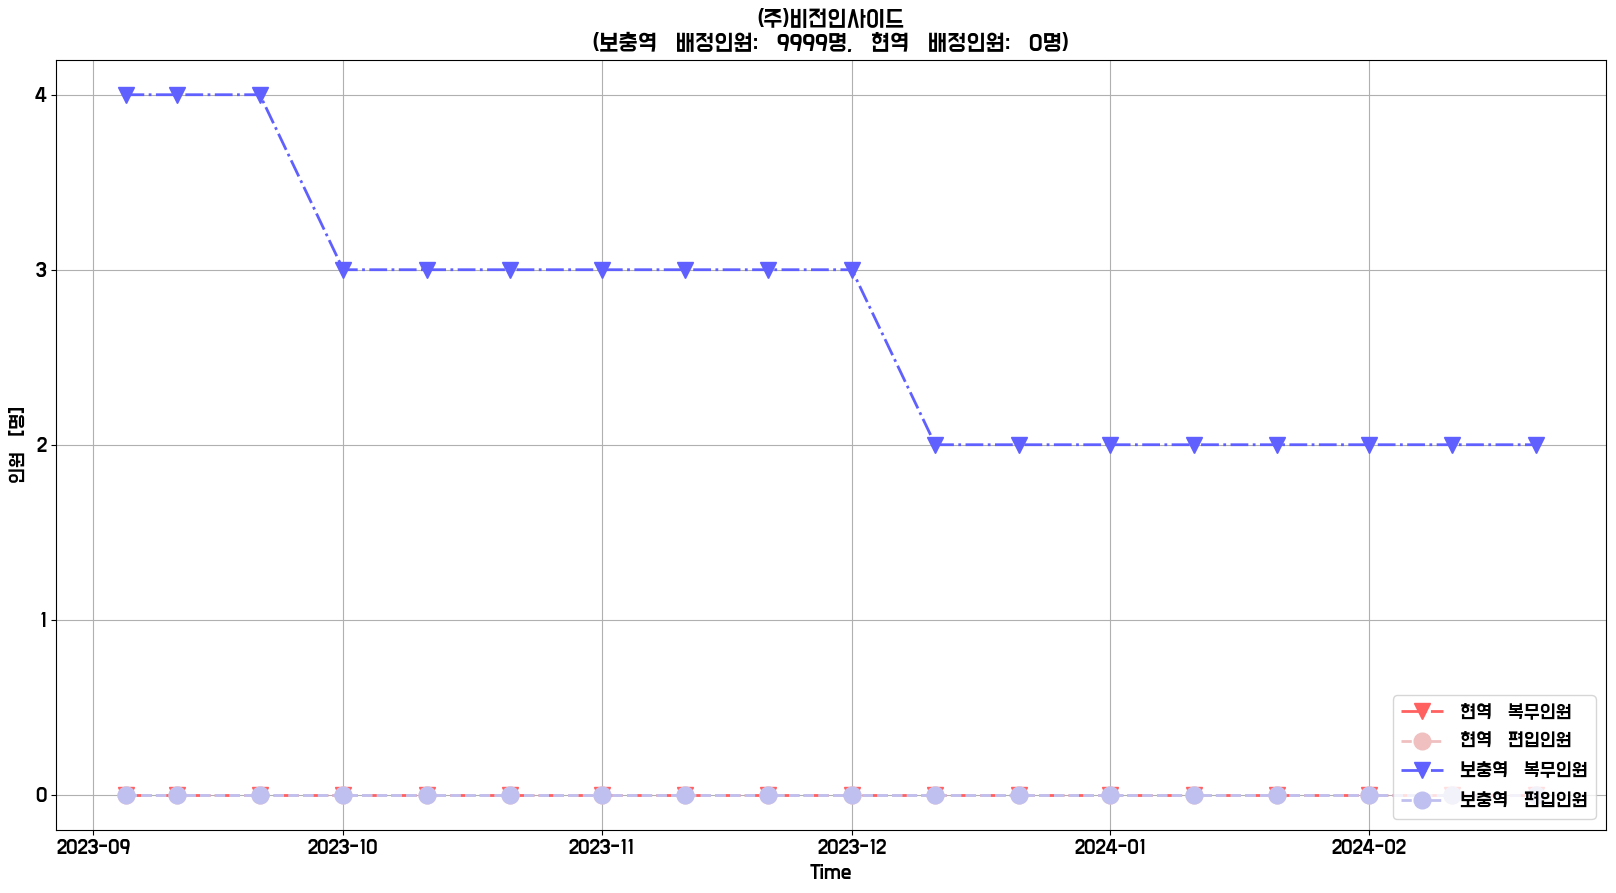 (주)비전인사이드
(보충역 배정인원: 9999명, 현역 배정인원: 0명)
인원 [명]
4
3
2
1
0
2023-09
2023-10
2023-11
2023-12
2024-01
2024-02
Time
현역 복무인원
현역 편입인원
보충역 복무인원
보충역 편입인원